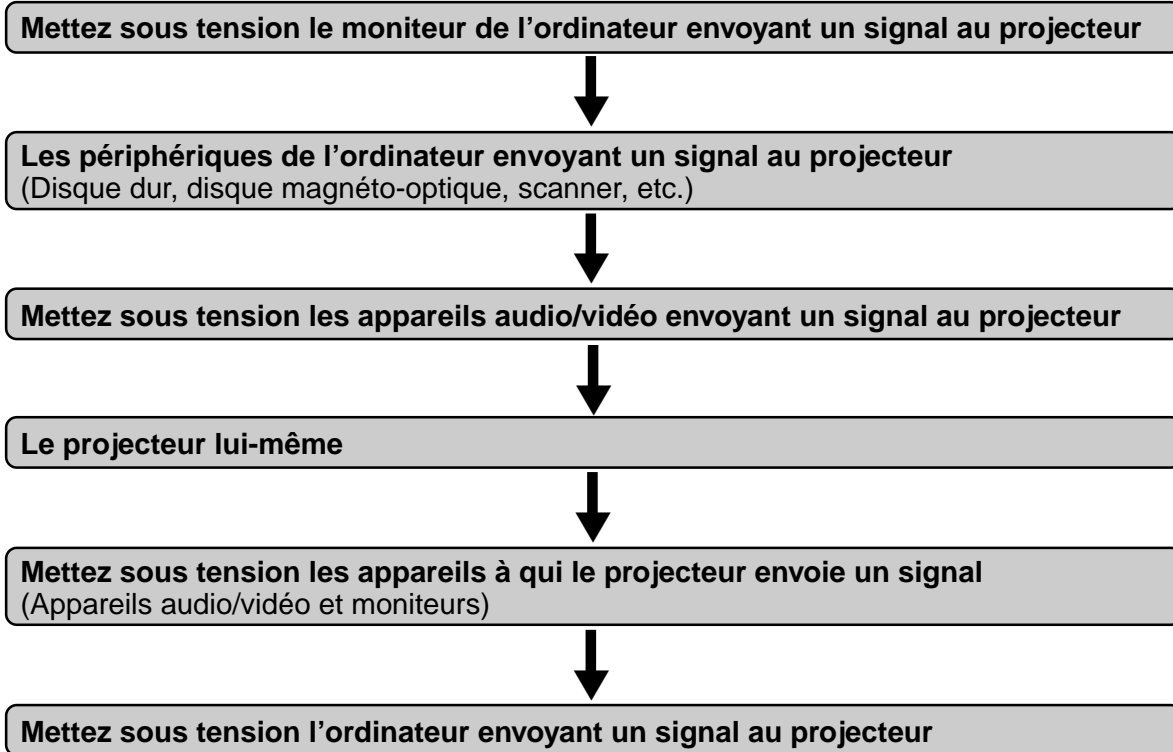 Mettez sous tension le moniteur de l’ordinateur envoyant un signal au projecteur
Les périphériques de l’ordinateur envoyant un signal au projecteur
(Disque dur, disque magnéto-optique, scanner, etc.)
Mettez sous tension les appareils audio/vidéo envoyant un signal au projecteur
Le projecteur lui-même
Mettez sous tension les appareils à qui le projecteur envoie un signal
(Appareils audio/vidéo et moniteurs)
Mettez sous tension l’ordinateur envoyant un signal au projecteur